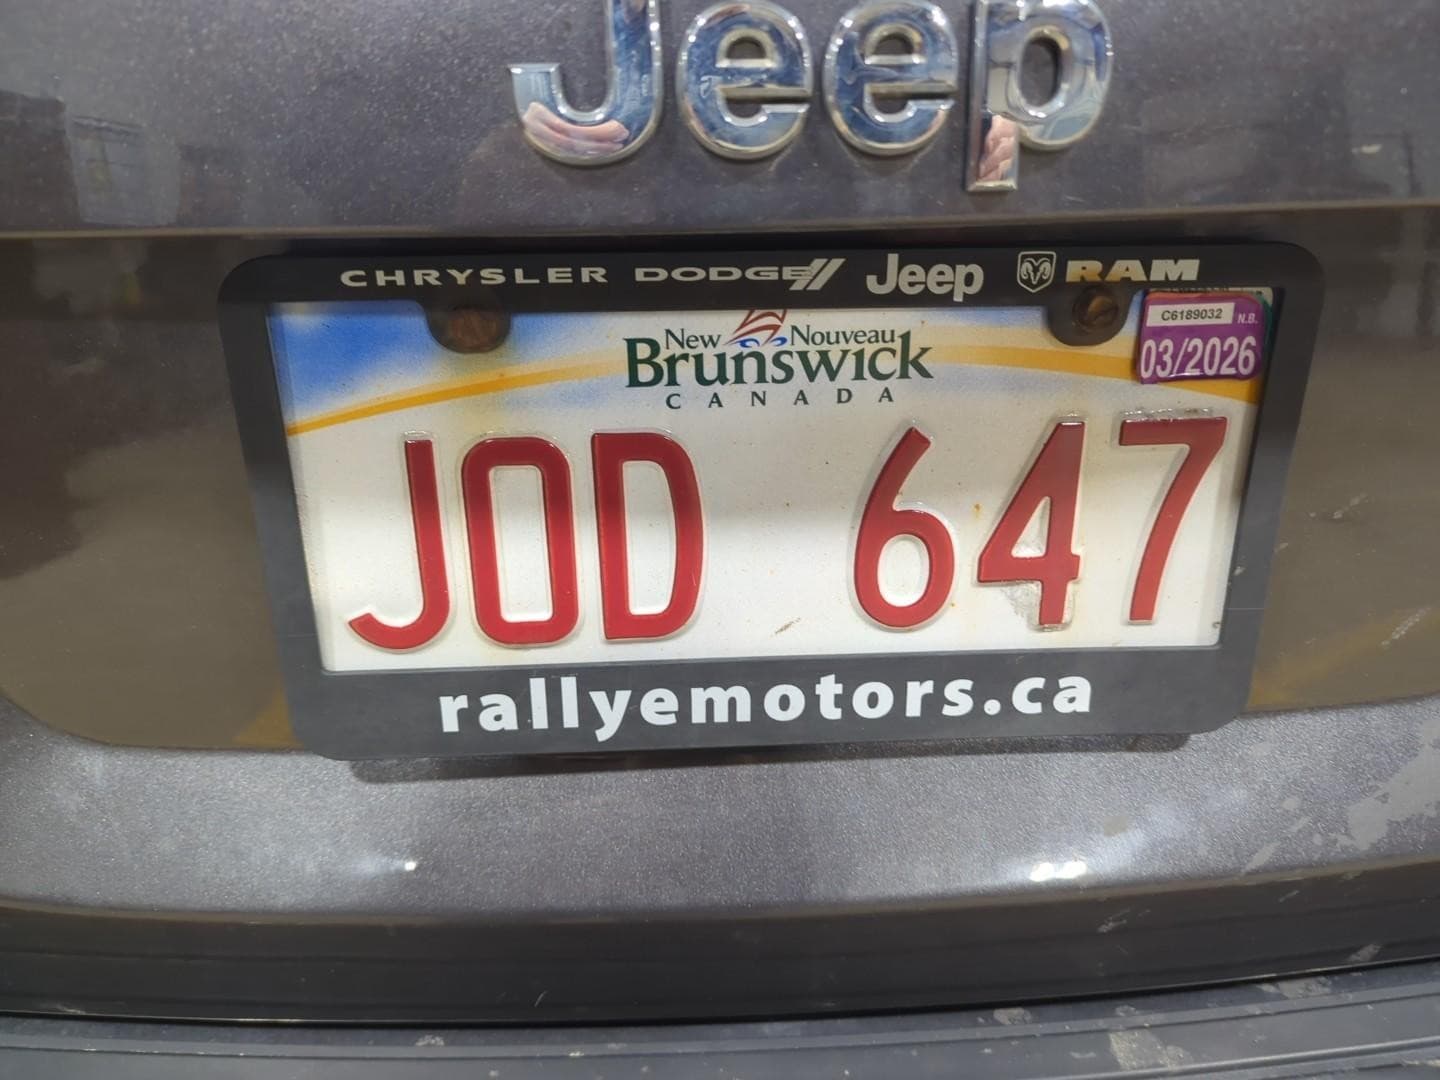 Jeep
CHRYSLER DODGE Jeep RAM
C6189032 N.B.
03/2026
New Nouveau
Brunswick
CANADA
JOD 647
rallyemotors.ca